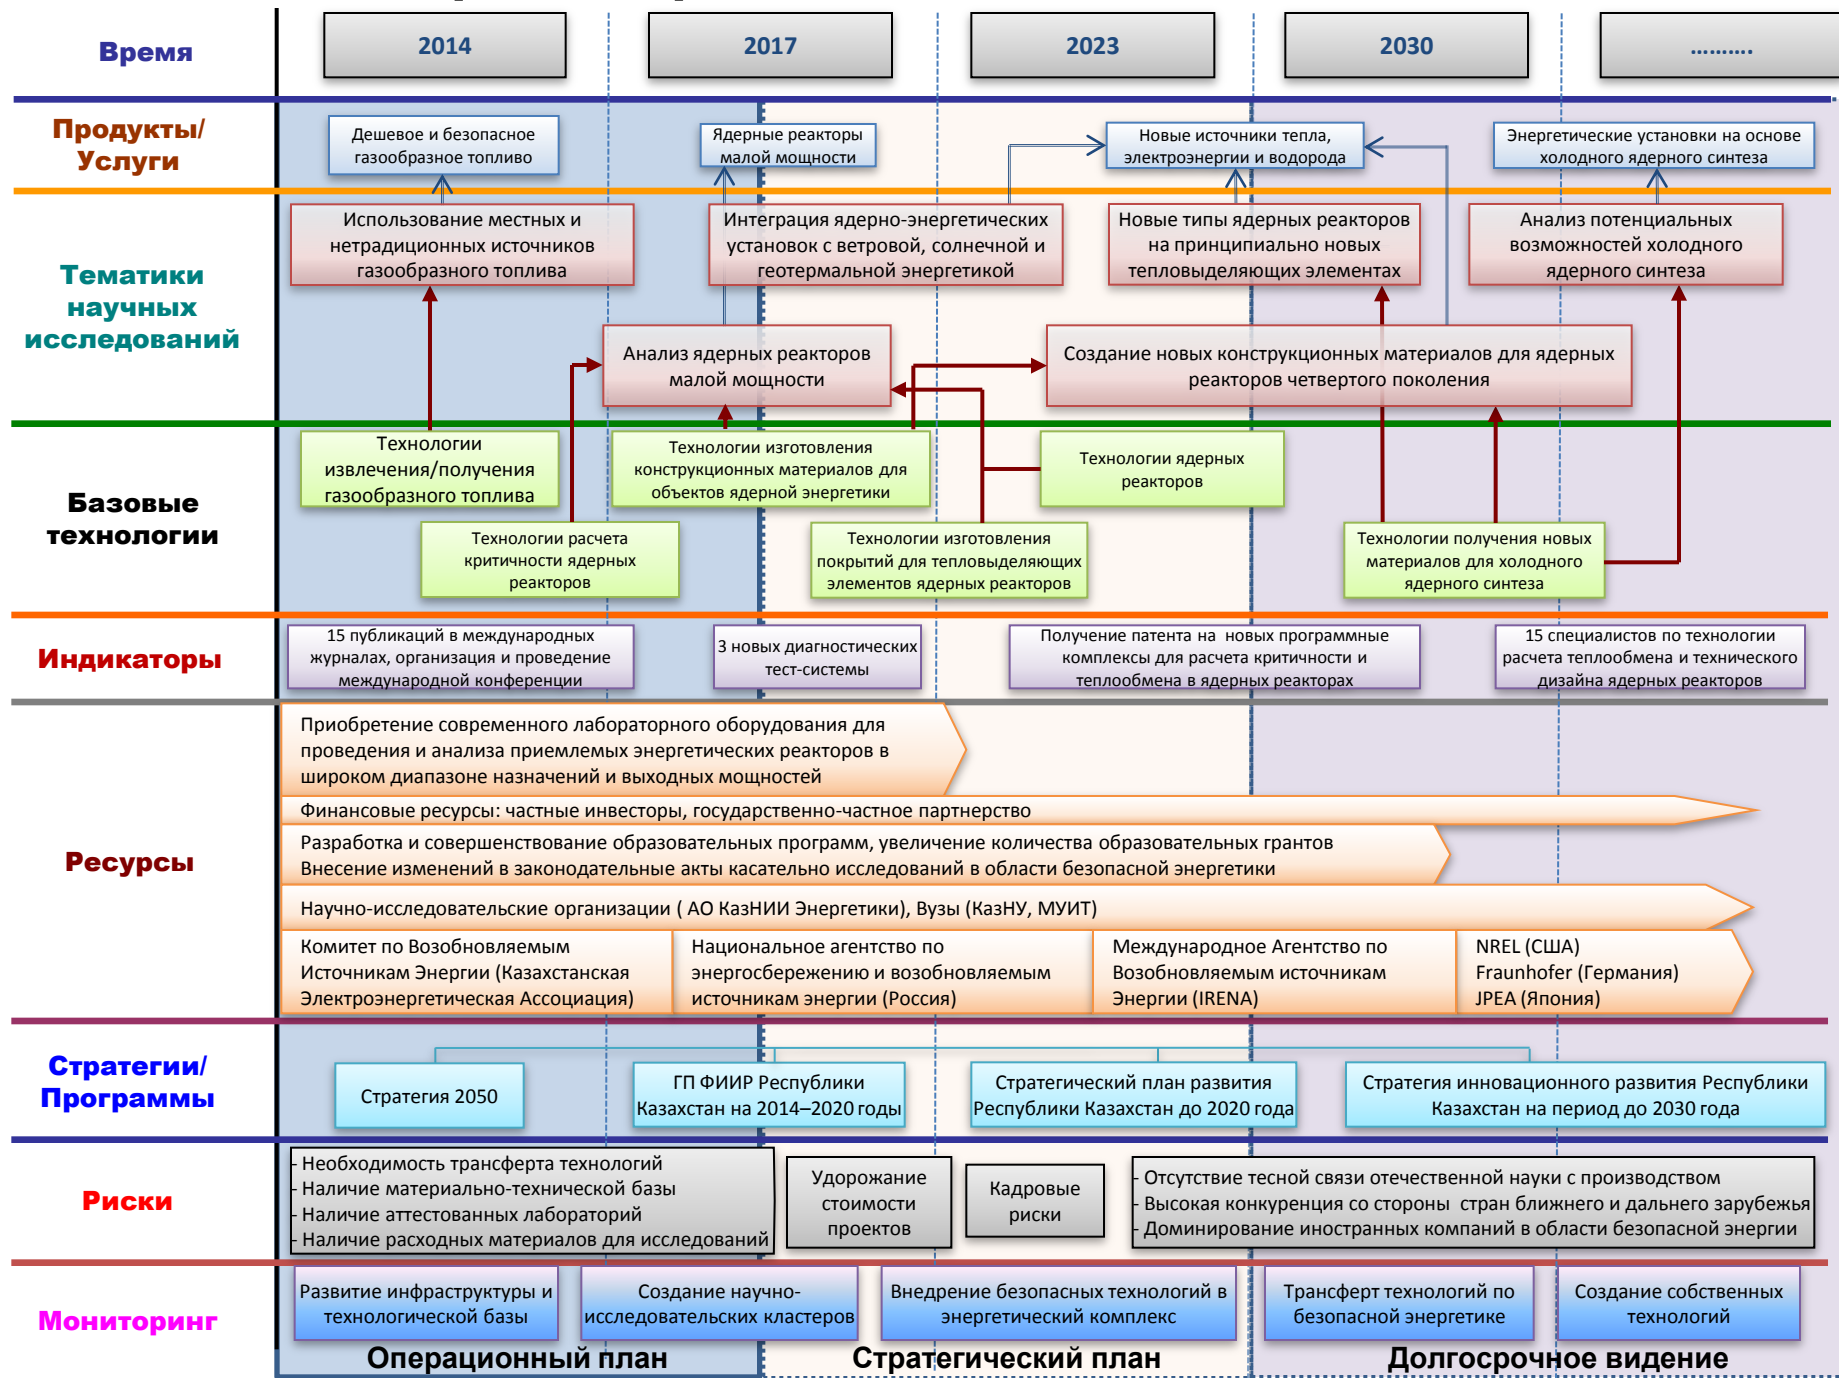 Время
2014
2017
2023
2030
……….
Продукты/
Услуги
Дешевое и безопасное
газообразное топливо
Ядерные реакторы
малой мощности
Новые источники тепла,
электроэнергии и водорода
Энергетические установки на основе
холодного ядерного синтеза
Тематики
научных
исследований
Использование местных и
нетрадиционных источников
газообразного топлива
Интеграция ядерно-энергетических
установок с ветровой, солнечной и
геотермальной энергетикой
Новые типы ядерных реакторов
на принципиально новых
тепловыделяющих элементах
Анализ потенциальных
возможностей холодного
ядерного синтеза
Анализ ядерных реакторов
малой мощности
Создание новых конструкционных материалов для ядерных
реакторов четвертого поколения
Базовые
технологии
Технологии
извлечения/получения
газообразного топлива
Технологии изготовления
конструкционных материалов для
объектов ядерной энергетики
Технологии ядерных
реакторов
Технологии расчета
критичности ядерных
реакторов
Технологии изготовления
покрытий для тепловыделяющих
элементов ядерных реакторов
Технологии получения новых
материалов для холодного
ядерного синтеза
Индикаторы
15 публикаций в международных
журналах, организация и проведение
международной конференции
3 новых диагностических
тест-системы
Получение патента на  новых программные
комплексы для расчета критичности и
теплообмена в ядерных реакторах
15 специалистов по технологии
расчета теплообмена и технического
дизайна ядерных реакторов
Ресурсы
Приобретение современного лабораторного оборудования для
проведения и анализа приемлемых энергетических реакторов в
широком диапазоне назначений и выходных мощностей
Финансовые ресурсы: частные инвесторы, государственно-частное партнерство
Разработка и совершенствование образовательных программ, увеличение количества образовательных грантов
Внесение изменений в законодательные акты касательно исследований в области безопасной энергетики
Научно-исследовательские организации ( АО КазНИИ Энергетики), Вузы (КазНУ, МУИТ)
Комитет по Возобновляемым
Источникам Энергии (Казахстанская
Электроэнергетическая Ассоциация)
Национальное агентство по
энергосбережению и возобновляемым
источникам энергии (Россия)
Международное Агентство по
Возобновляемым источникам
Энергии (IRENA)
NREL (США)
Fraunhofer (Германия)
JPEA (Япония)
Стратегии/
Программы
Стратегия 2050
ГП ФИИР Республики
Казахстан на 2014–2020 годы
Стратегический план развития
Республики Казахстан до 2020 года
Стратегия инновационного развития Республики
Казахстан на период до 2030 года
Риски
- Необходимость трансферта технологий
- Наличие материально-технической базы
- Наличие аттестованных лабораторий
- Наличие расходных материалов для исследований
Удорожание
стоимости
проектов
Кадровые
риски
- Отсутствие тесной связи отечественной науки с производством
- Высокая конкуренция со стороны  стран ближнего и дальнего зарубежья
- Доминирование иностранных компаний в области безопасной энергии
Мониторинг
Развитие инфраструктуры и
технологической базы
Создание научно-
исследовательских кластеров
Внедрение безопасных технологий в
энергетический комплекс
Трансферт технологий по
безопасной энергетике
Создание собственных
технологий
Операционный план
Стратегический план
Долгосрочное видение